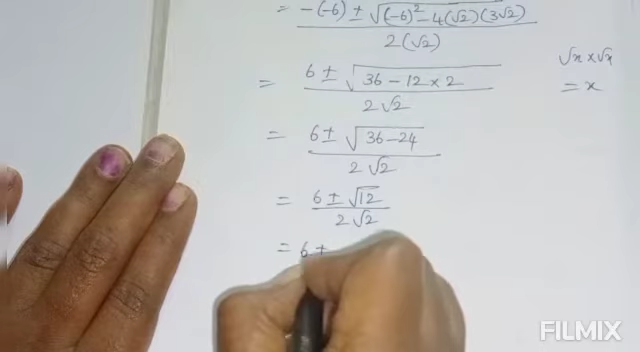 = -(-6) ± √(-6)² - 4(√2)(3√2) / 2(√2)
= 6 ± √36 - 12 × 2 / 2√2
√x × √x
= x
= 6 ± √36 - 24 / 2√2
= 6 ± √12 / 2√2
= 6 ±
FILMIX